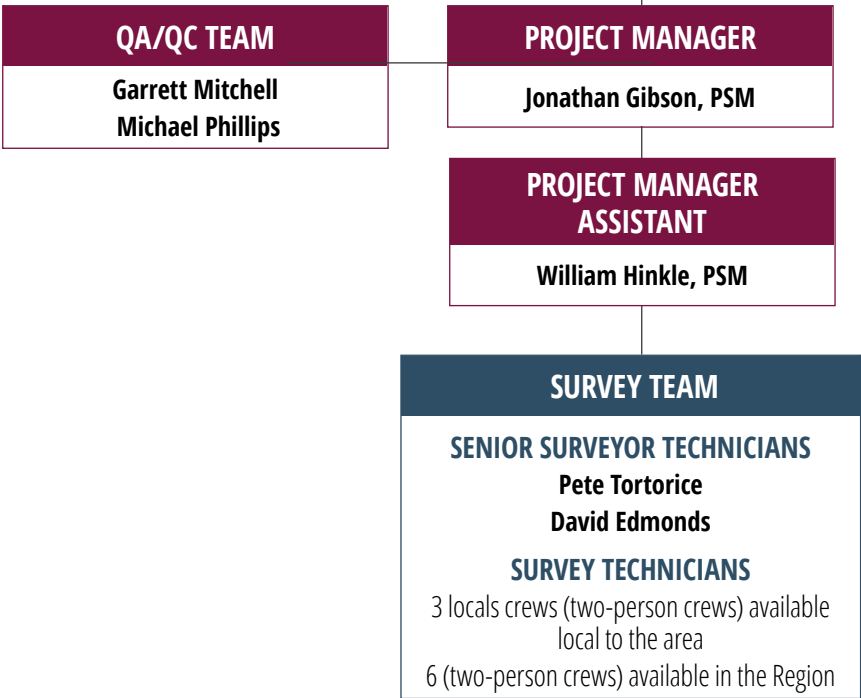 QA/QC TEAM
Garrett Mitchell
Michael Phillips
PROJECT MANAGER
Jonathan Gibson, PSM
PROJECT MANAGER
ASSISTANT
William Hinkle, PSM
SURVEY TEAM
SENIOR SURVEYOR TECHNICIANS
Pete Tortorice
David Edmonds
SURVEY TECHNICIANS
3 locals crews (two-person crews) available
local to the area
6 (two-person crews) available in the Region